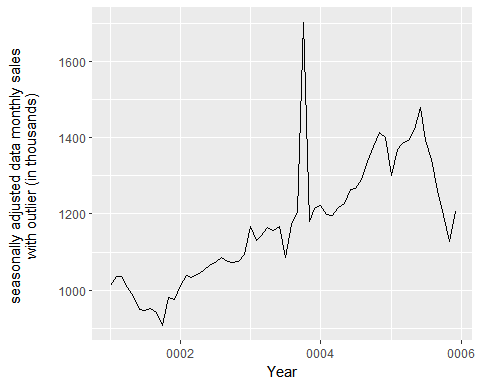 seasonally adjusted data monthly sales
with outlier (in thousands)
1600
1400
1200
1000
0002
0004
0006
Year